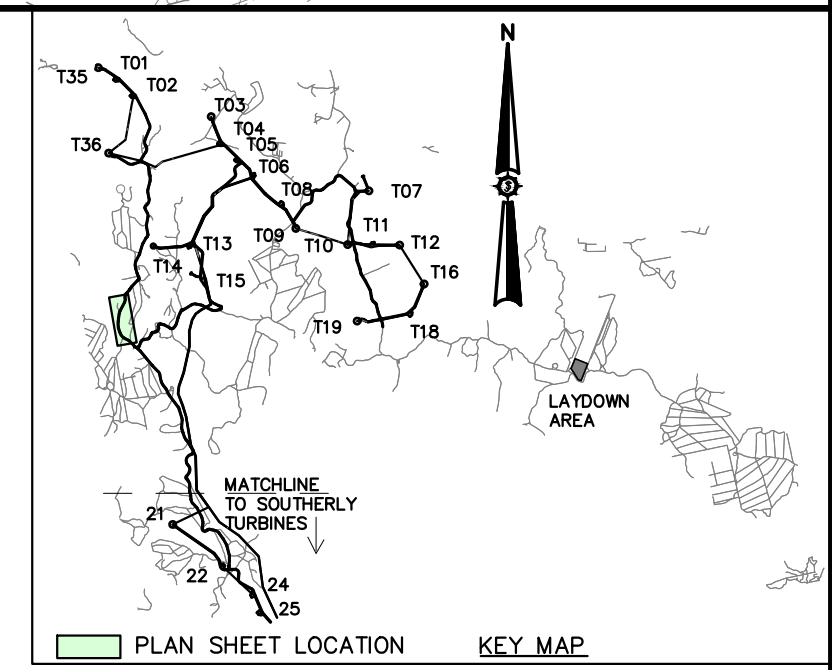 N
T01
T35
T02
T03
T04
T36
T05
T06
T08
T07
T09
T11
T10
T12
T13
T14
T15
T16
T19
T18
LAYDOWN
AREA
MATCHLINE
TO SOUTHERLY
TURBINES
21
22
24
25
PLAN SHEET LOCATION
KEY MAP